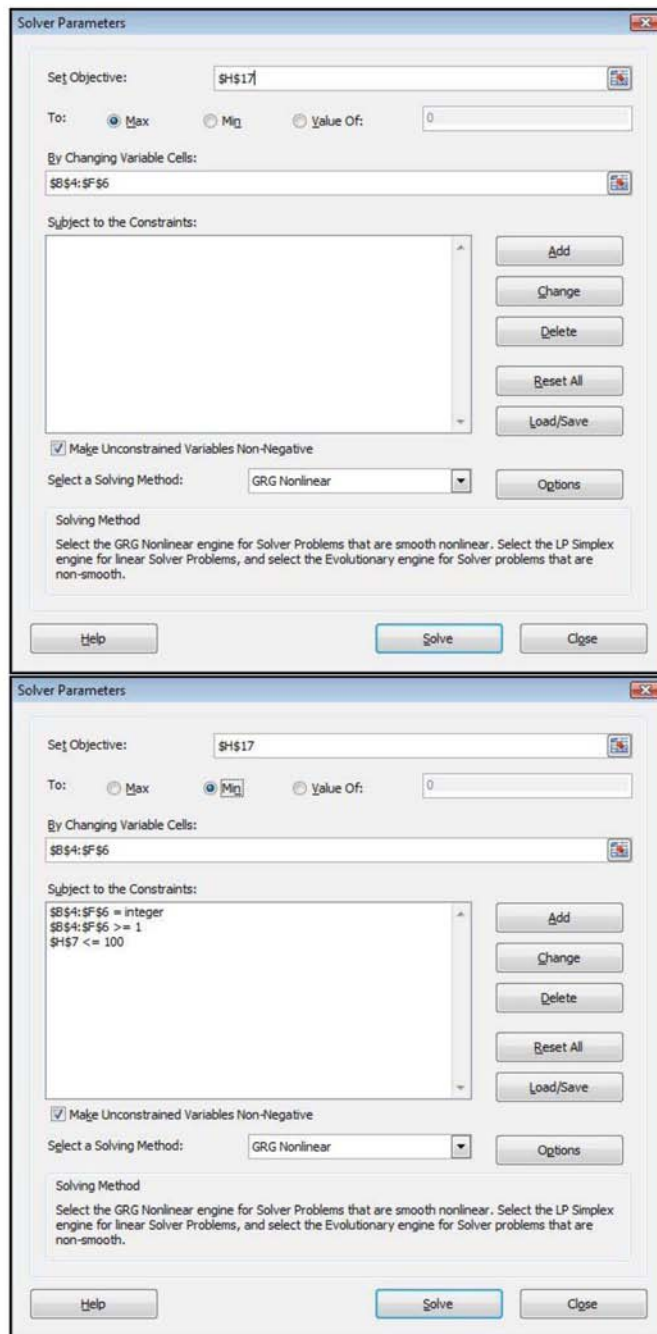 Solver Parameters
Set Objective: $H$17
To: Max Min Value Of: 0
By Changing Variable Cells:
$B$4:$F$6
Subject to the Constraints:
Add
Change
Delete
Reset All
Load/Save
Make Unconstrained Variables Non-Negative
Select a Solving Method: GRG Nonlinear Options
Solving Method
Select the GRG Nonlinear engine for Solver Problems that are smooth nonlinear. Select the LP Simplex
engine for linear Solver Problems, and select the Evolutionary engine for Solver problems that are
non-smooth.
Help Solve Close
Solver Parameters
Set Objective: $H$17
To: Max Min Value Of: 0
By Changing Variable Cells:
$B$4:$F$6
Subject to the Constraints:
$B$4:$F$6 = integer
$B$4:$F$6 >= 1
$H$7 <= 100
Add
Change
Delete
Reset All
Load/Save
Make Unconstrained Variables Non-Negative
Select a Solving Method: GRG Nonlinear Options
Solving Method
Select the GRG Nonlinear engine for Solver Problems that are smooth nonlinear. Select the LP Simplex
engine for linear Solver Problems, and select the Evolutionary engine for Solver problems that are
non-smooth.
Help Solve Close